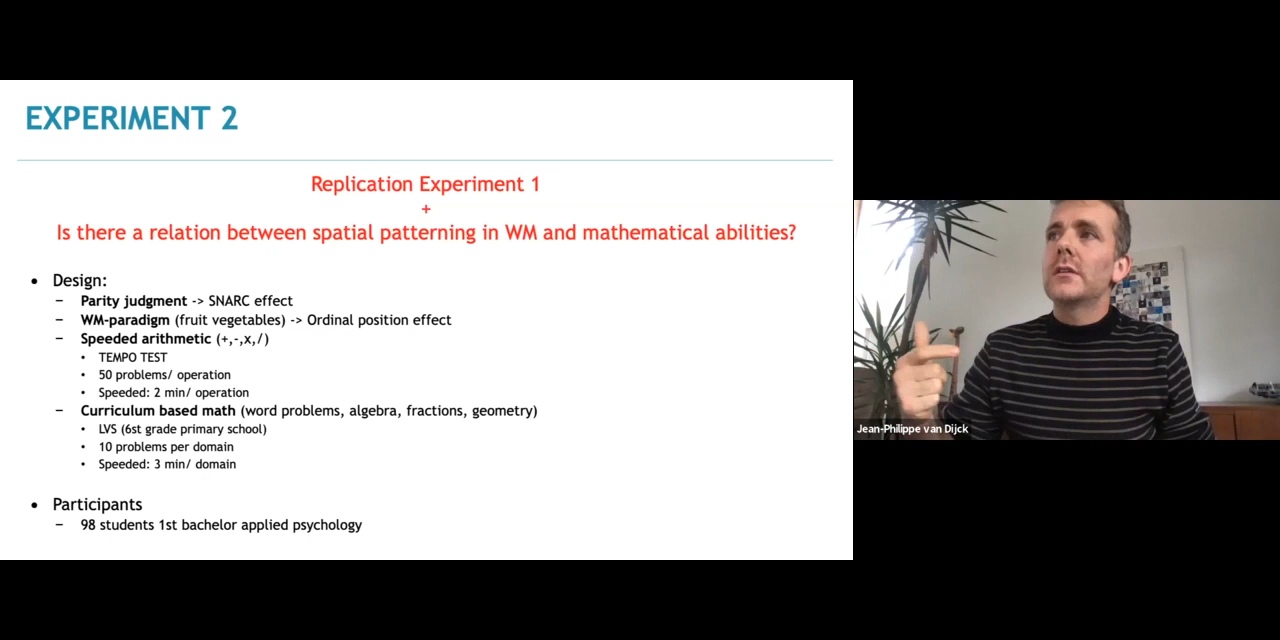 EXPERIMENT 2
Replication Experiment 1
+
Is there a relation between spatial patterning in WM and mathematical abilities?
• Design:
– Parity judgment -> SNARC effect
– WM-paradigm (fruit vegetables) -> Ordinal position effect
– Speeded arithmetic (+,-,x,/)
• TEMPO TEST
• 50 problems/ operation
• Speeded: 2 min/ operation
– Curriculum based math (word problems, algebra, fractions, geometry)
• LVS (6st grade primary school)
• 10 problems per domain
• Speeded: 3 min/ domain
• Participants
– 98 students 1st bachelor applied psychology
Jean-Philippe van Dijck